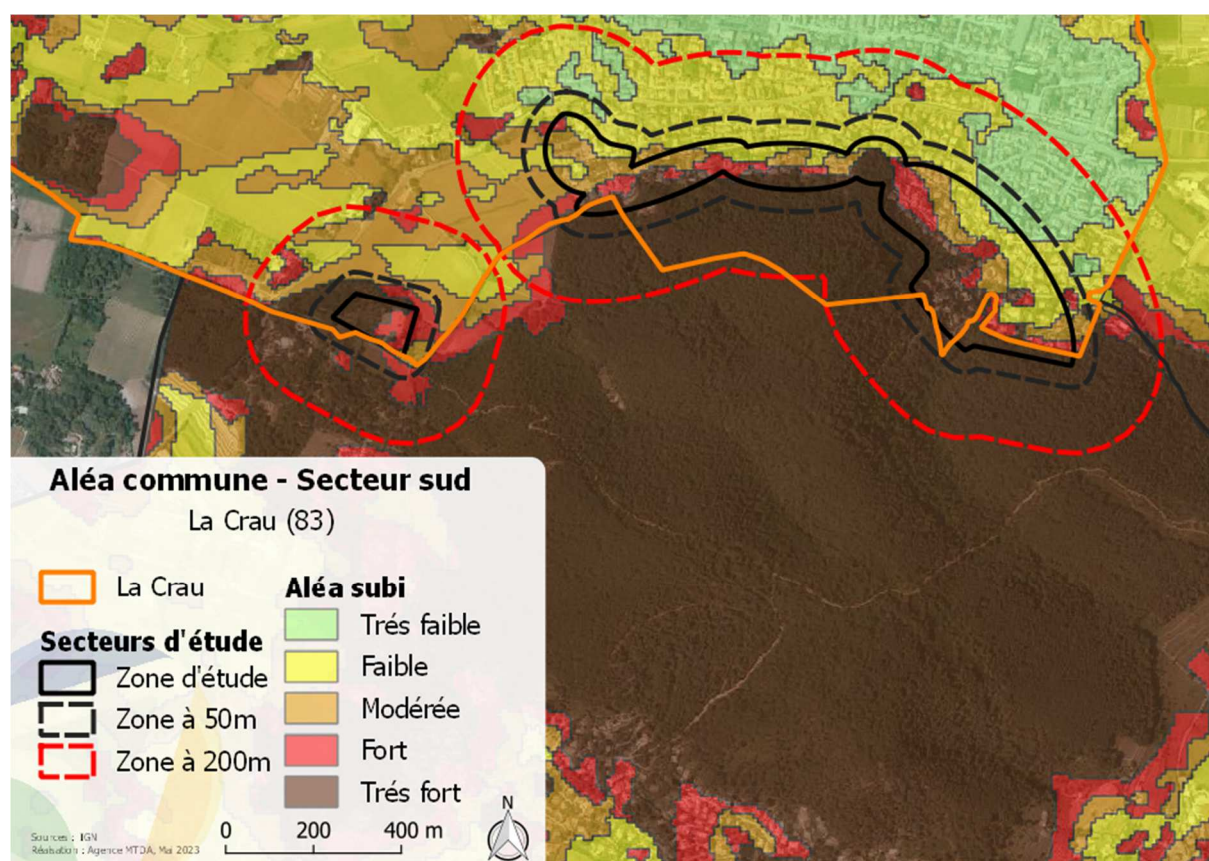 Aléa commune - Secteur sud
La Crau (83)
La Crau
Secteurs d'étude
Zone d'étude
Zone à 50m
Zone à 200m
Aléa subi
Trés faible
Faible
Modérée
Fort
Trés fort
Sources : IGN
Réalisation : Agence MTDA, Mai 2023
0 200 400 m
N